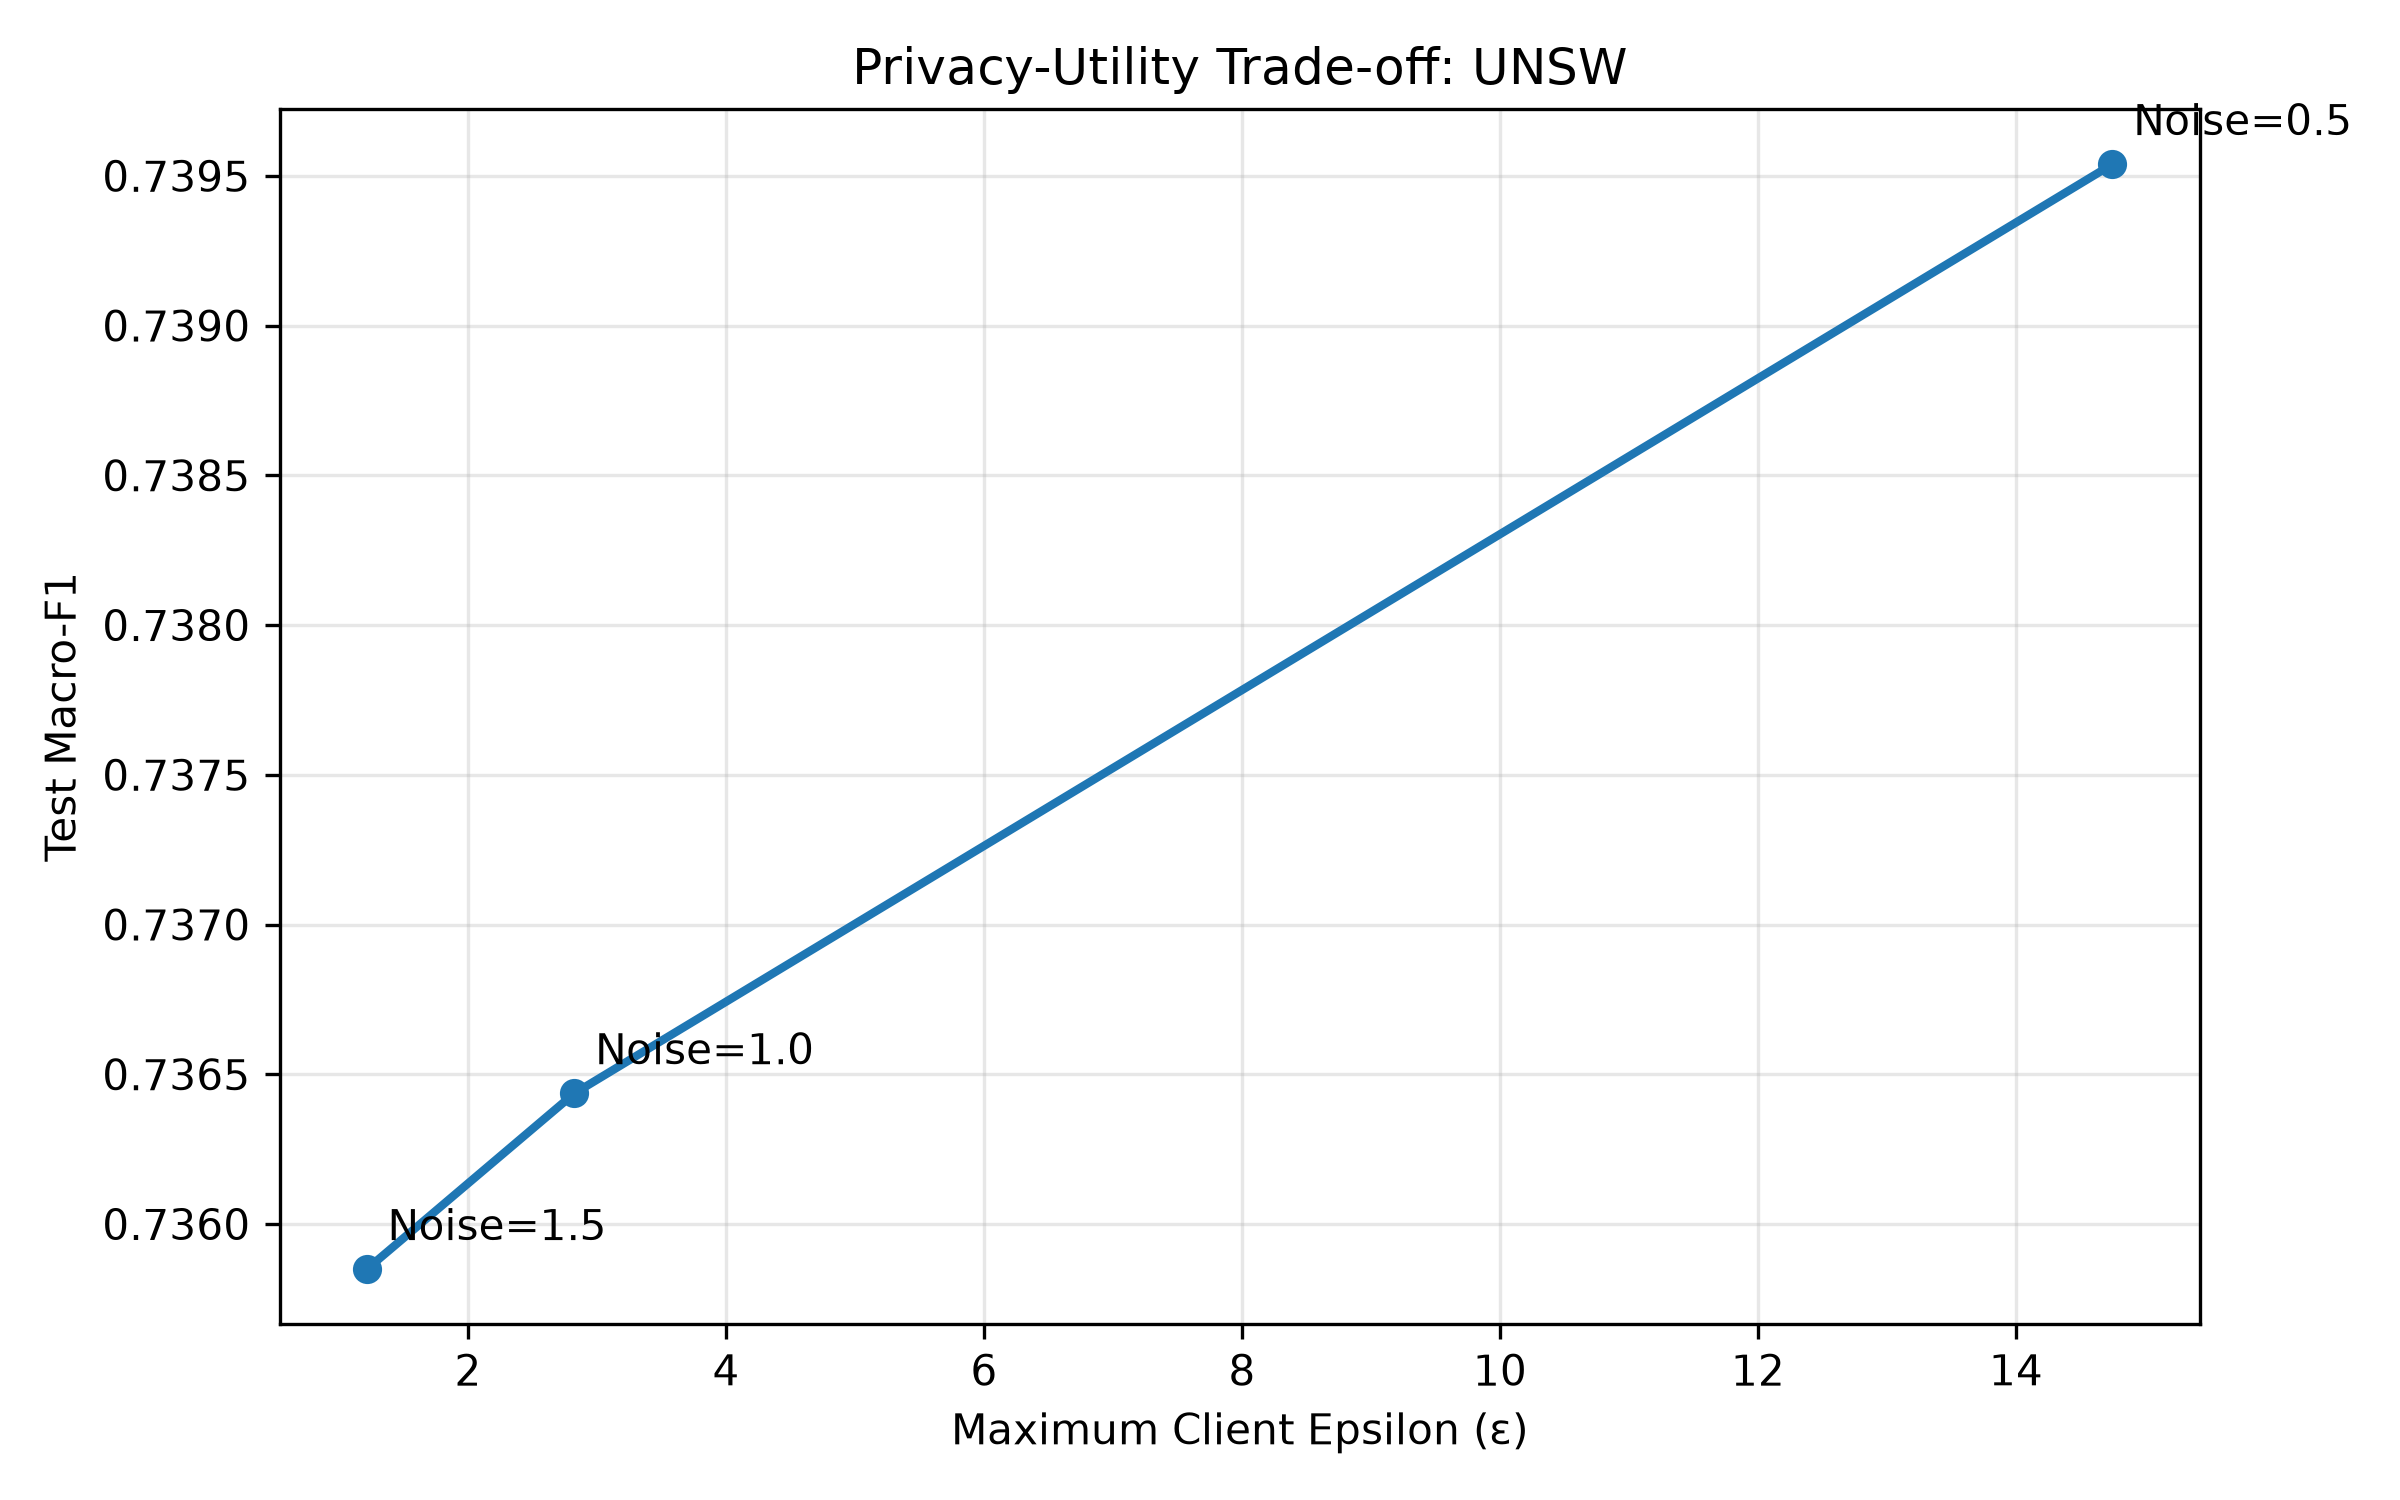 Privacy-Utility Trade-off: UNSW
Noise=0.5
0.7395
0.7390
0.7385
0.7380
0.7375
0.7370
0.7365
0.7360
Test Macro-F1
Noise=1.0
Noise=1.5
2 4 6 8 10 12 14
Maximum Client Epsilon (ε)